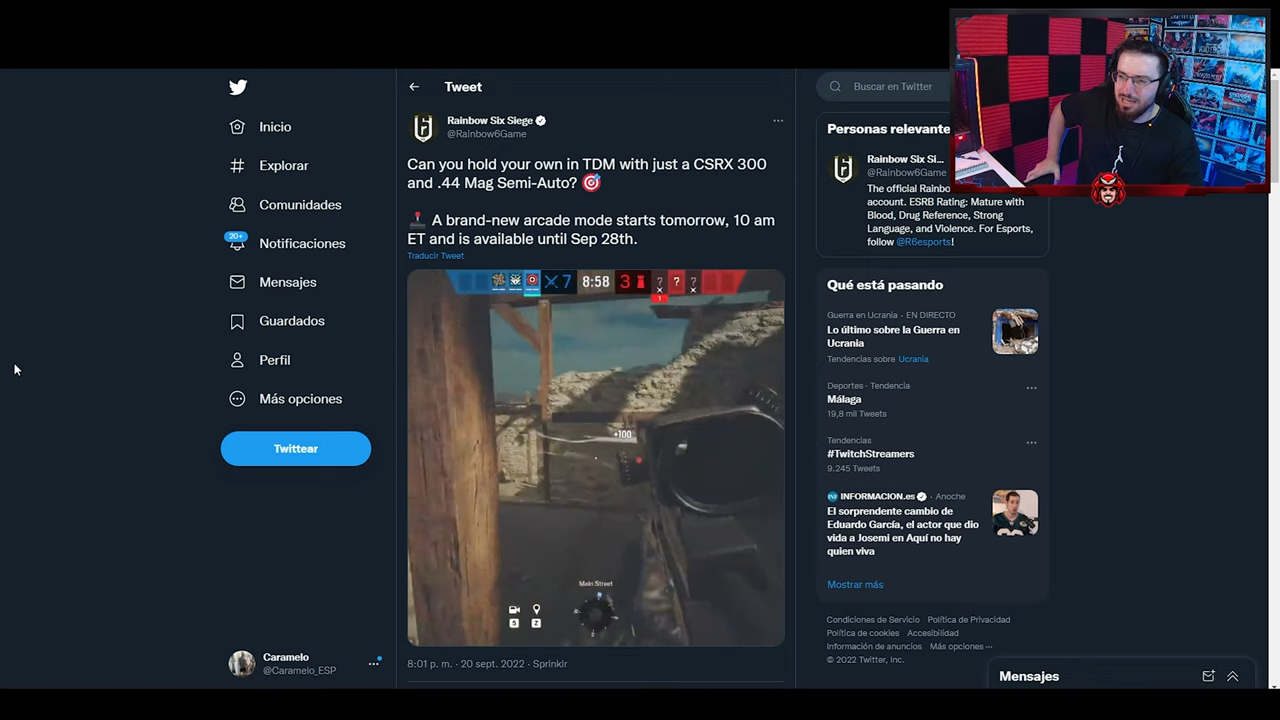 Inicio
Explorar
Comunidades
20+
Notificaciones
Mensajes
Guardados
Perfil
Más opciones
Twittear
Caramelo
@Caramelo_ESP
Tweet
Rainbow Six Siege
@Rainbow6Game
Can you hold your own in TDM with just a CSRX 300
and .44 Mag Semi-Auto?
A brand-new arcade mode starts tomorrow, 10 am
ET and is available until Sep 28th.
Traducir Tweet
7 8:58 3 ? ? ?
1
+100
Main Street
5 Z
8:01 p. m. · 20 sept. 2022 · Sprinklr
Buscar en Twitter
Personas relevante
Rainbow Six Si...
@Rainbow6Game
The official Rainbo
account. ESRB Rating: Mature with
Blood, Drug Reference, Strong
Language, and Violence. For Esports,
follow @R6esports!
Qué está pasando
Guerra en Ucrania · EN DIRECTO
Lo último sobre la Guerra en
Ucrania
Tendencias sobre Ucrania
Deportes · Tendencia
Málaga
19,8 mil Tweets
Tendencias
#TwitchStreamers
9.245 Tweets
INFORMACION.es · Anoche
El sorprendente cambio de
Eduardo García, el actor que dio
vida a Josemi en Aquí no hay
quien viva
Mostrar más
Condiciones de Servicio Política de Privacidad
Política de cookies Accesibilidad
Información de anuncios Más opciones ···
© 2022 Twitter, Inc.
Mensajes